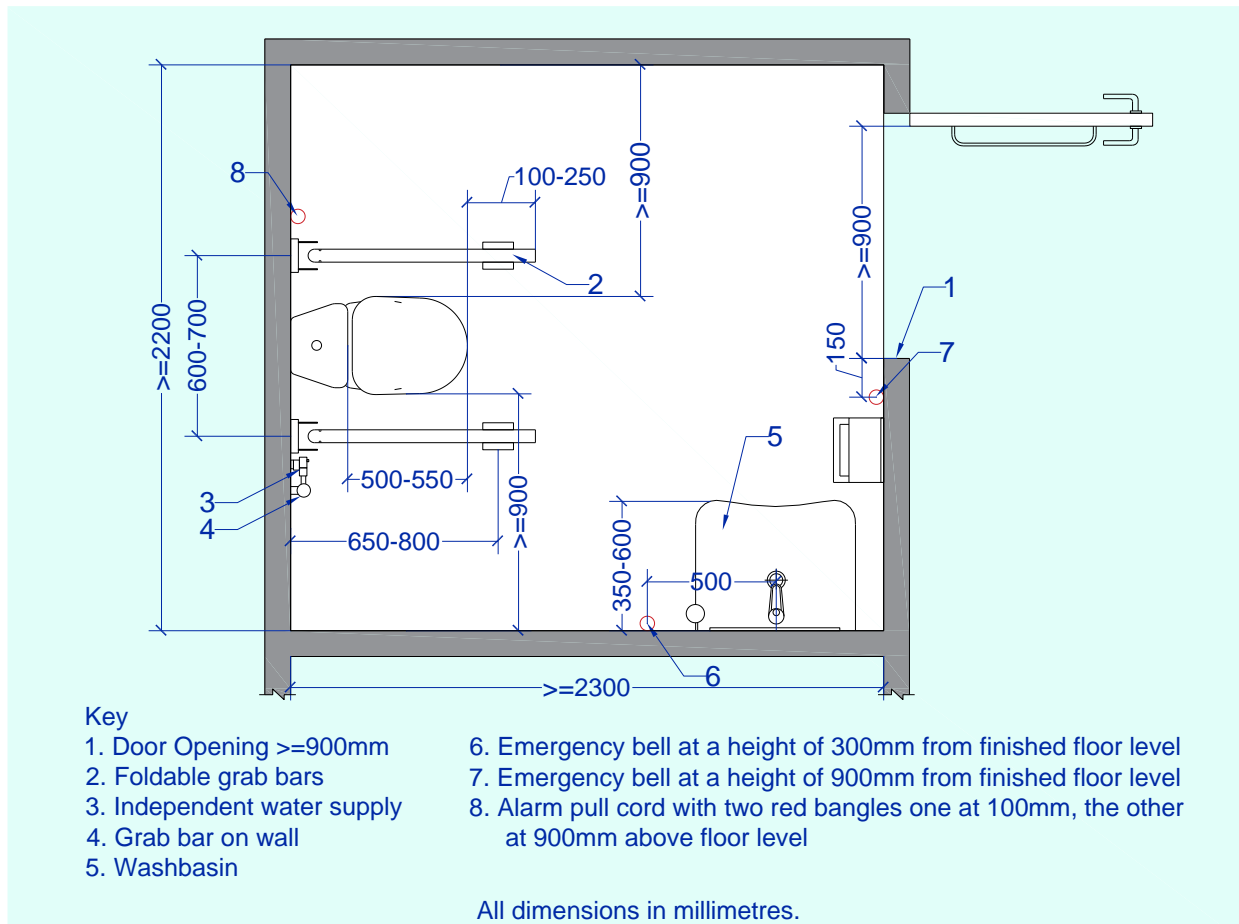 100-250
8
>=900
>=900
2
1
>=2200
600-700
150
7
5
500-550
3
4
>=900
650-800
350-600
500
6
>=2300
Key
1. Door Opening >=900mm
2. Foldable grab bars
3. Independent water supply
4. Grab bar on wall
5. Washbasin
6. Emergency bell at a height of 300mm from finished floor level
7. Emergency bell at a height of 900mm from finished floor level
8. Alarm pull cord with two red bangles one at 100mm, the other
at 900mm above floor level
All dimensions in millimetres.